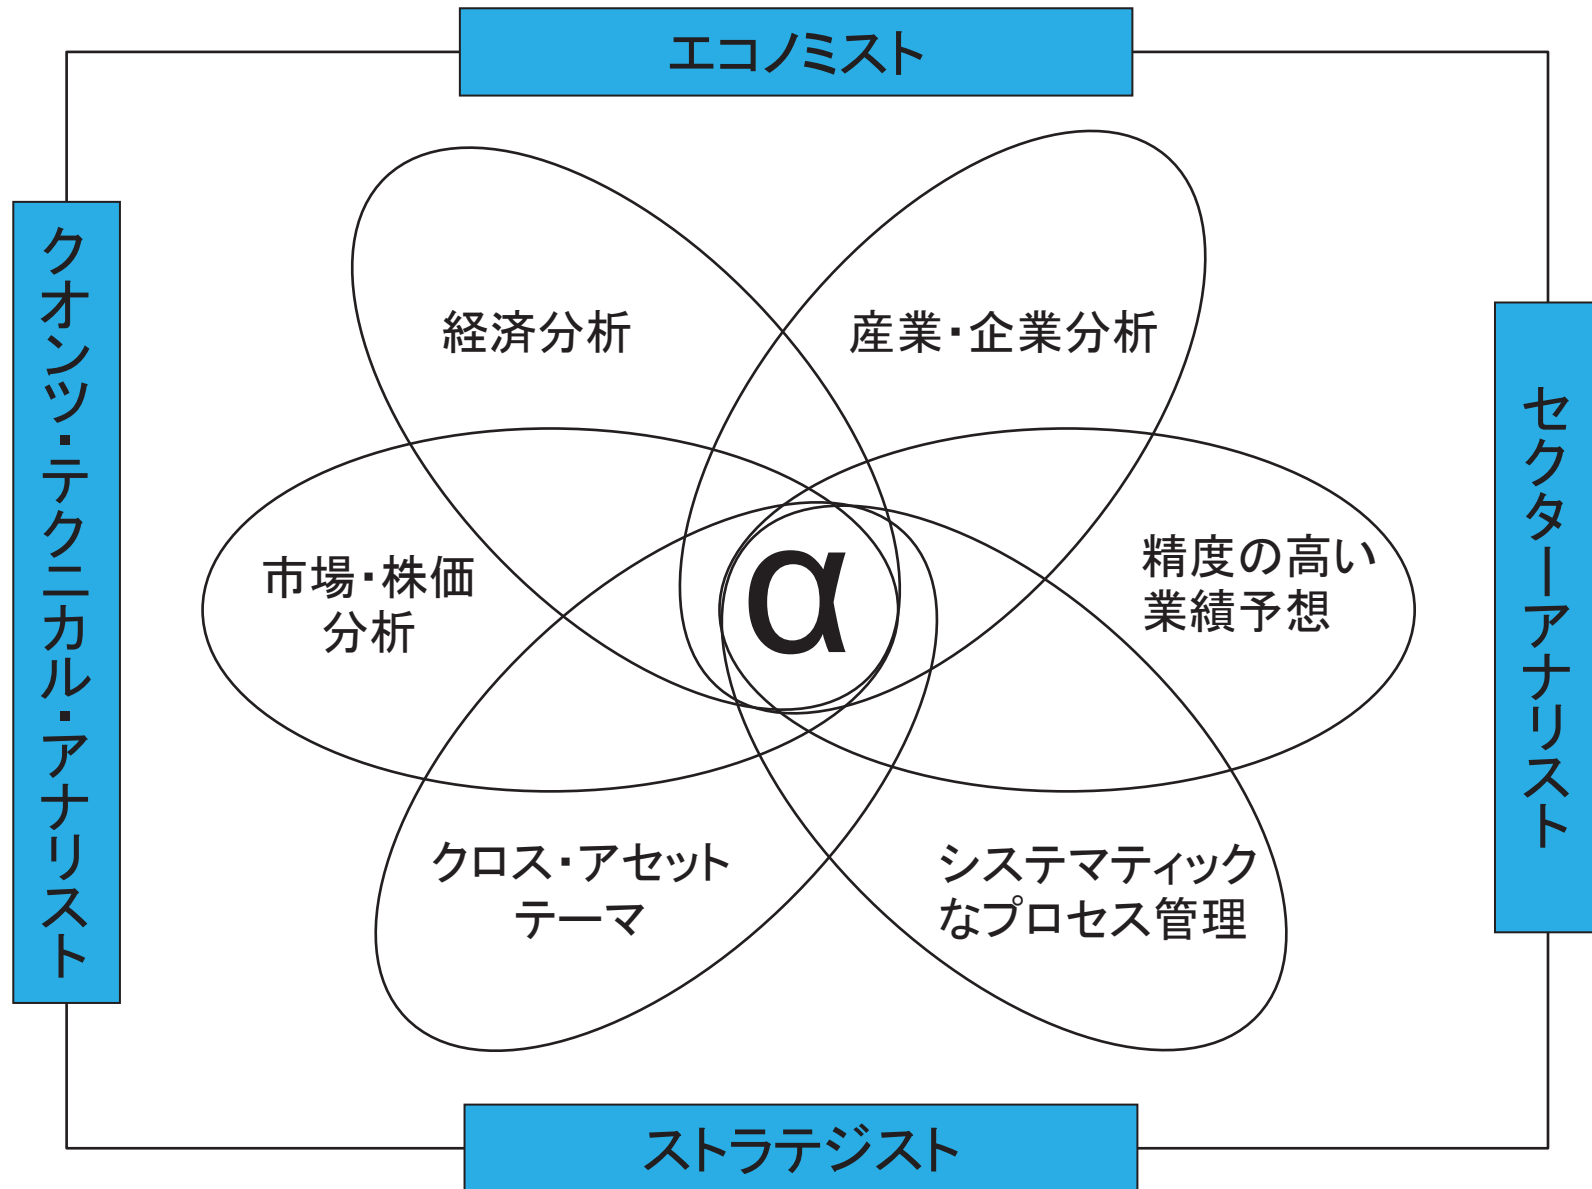 エコノミスト
クオンツ・テクニカル・アナリスト
経済分析
産業・企業分析
セクターアナリスト
市場・株価
分析
α
精度の高い
業績予想
クロス・アセット
テーマ
システマティック
なプロセス管理
ストラテジスト